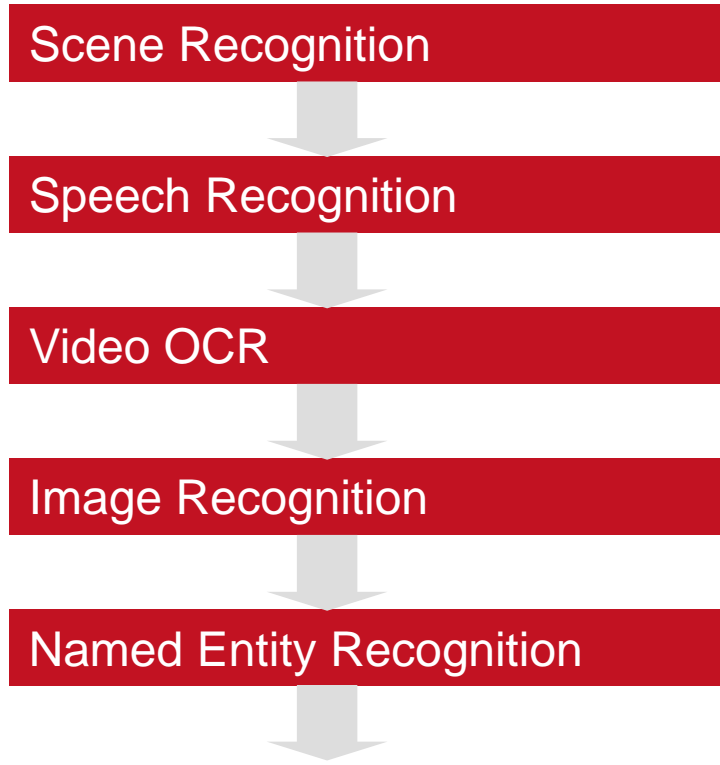 Scene Recognition
Speech Recognition
Video OCR
Image Recognition
Named Entity Recognition